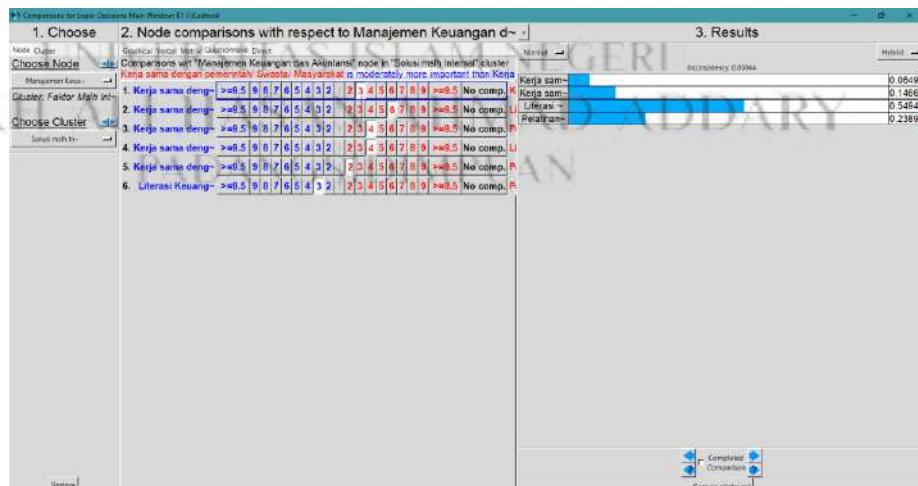 Comparisons for Super Decisions Main Window: K1 FIX.sdmod
1. Choose
2. Node comparisons with respect to Manajemen Keuangan d~
3. Results
Node Cluster
Choose Node
Manajemen Keua~
Cluster: Faktor Mslh Int~
Choose Cluster
Solusi mslh In~
Graphical Verbal Matrix Questionnaire Direct
Comparisons wrt "Manajemen Keuangan dan Akuntansi" node in "Solusi mslh Internal" cluster
Kerja sama dengan pemerintah/ Swasta/ Masyarakat is moderately more important than Kerja
1. Kerja sama deng~ >=9.5 9 8 7 6 5 4 3 2 2 3 4 5 6 7 8 9 >=9.5 No comp. K
2. Kerja sama deng~ >=9.5 9 8 7 6 5 4 3 2 2 3 4 5 6 7 8 9 >=9.5 No comp. Li
3. Kerja sama deng~ >=9.5 9 8 7 6 5 4 3 2 2 3 4 5 6 7 8 9 >=9.5 No comp. P
4. Kerja sama deng~ >=9.5 9 8 7 6 5 4 3 2 2 3 4 5 6 7 8 9 >=9.5 No comp. Li
5. Kerja sama deng~ >=9.5 9 8 7 6 5 4 3 2 2 3 4 5 6 7 8 9 >=9.5 No comp. P
6. Literasi Keuang~ >=9.5 9 8 7 6 5 4 3 2 2 3 4 5 6 7 8 9 >=9.5 No comp. P
Normal
Hybrid
Kerja sam~ 0.0649
Kerja sam~ 0.1466
Literasi ~ 0.5494
Pelatihan~ 0.2389
Completed
Comparison
Restore
NEGERI
ADDARY